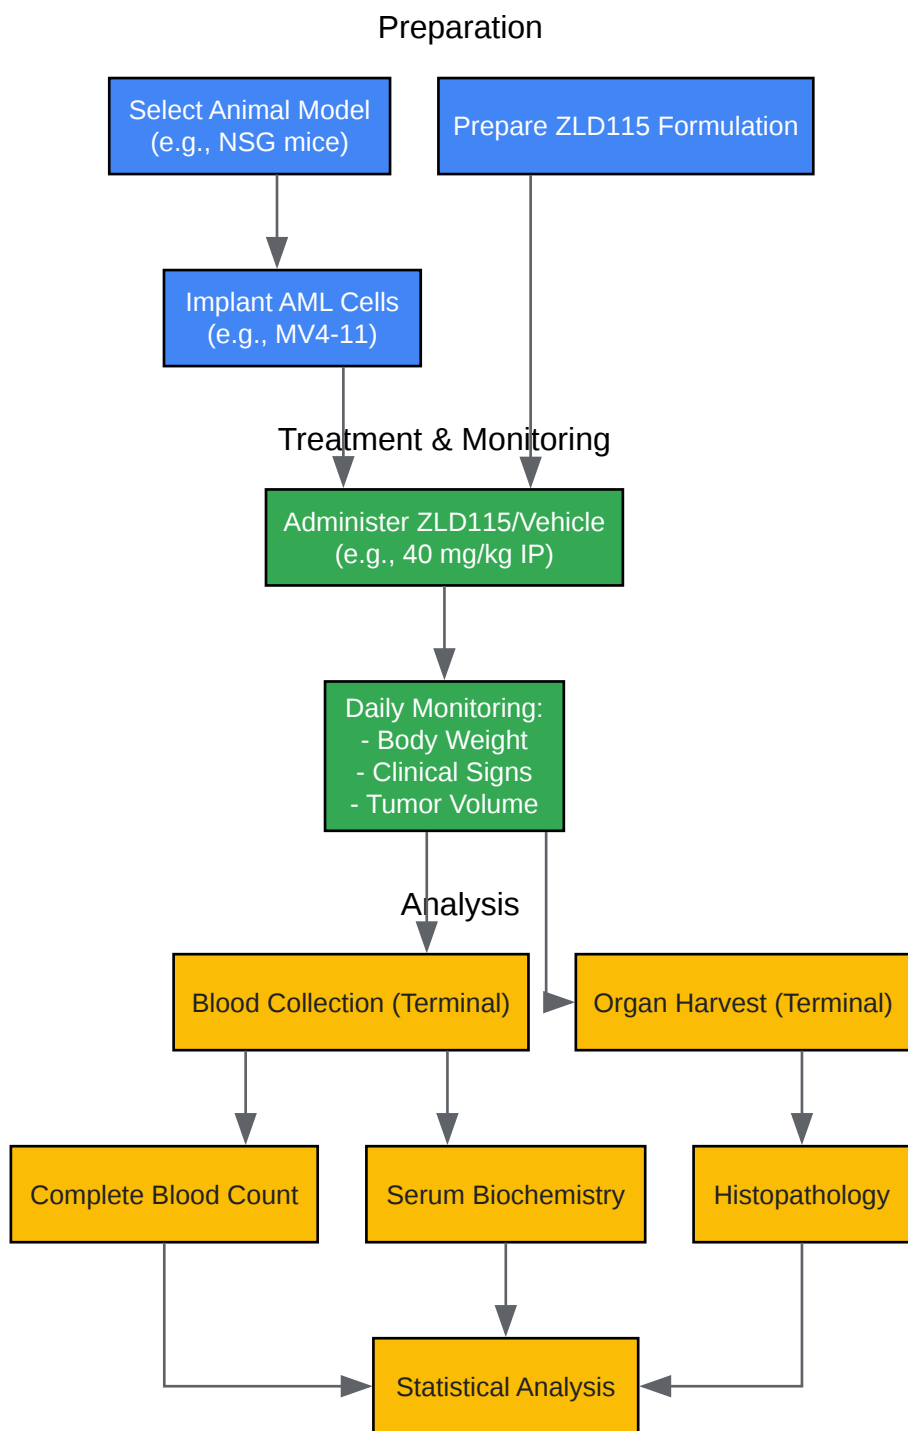 Preparation
Select Animal Model
(e.g., NSG mice)
Prepare ZLD115 Formulation
Implant AML Cells
(e.g., MV4-11)
Treatment & Monitoring
Administer ZLD115/Vehicle
(e.g., 40 mg/kg IP)
Daily Monitoring:
- Body Weight
- Clinical Signs
- Tumor Volume
Analysis
Blood Collection (Terminal)
Organ Harvest (Terminal)
Complete Blood Count
Serum Biochemistry
Histopathology
Statistical Analysis